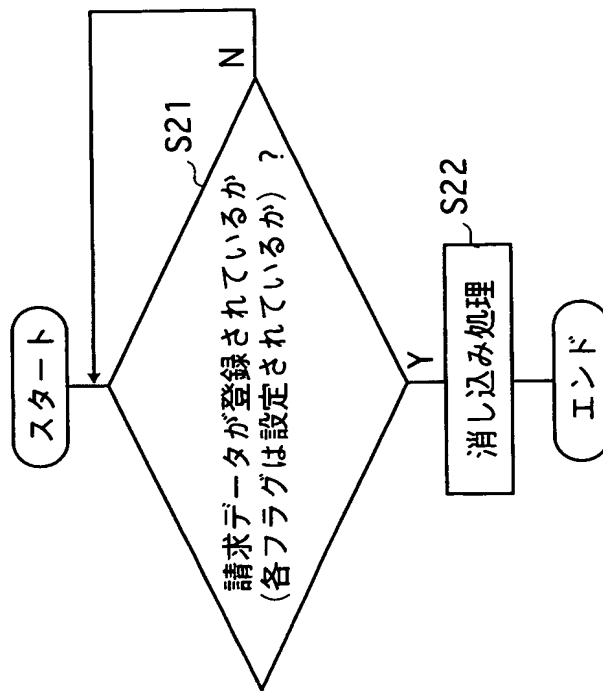 スタート
請求データが登録されているか
(各フラグは設定されているか) ?
S21
N
Y
消し込み処理
S22
エンド